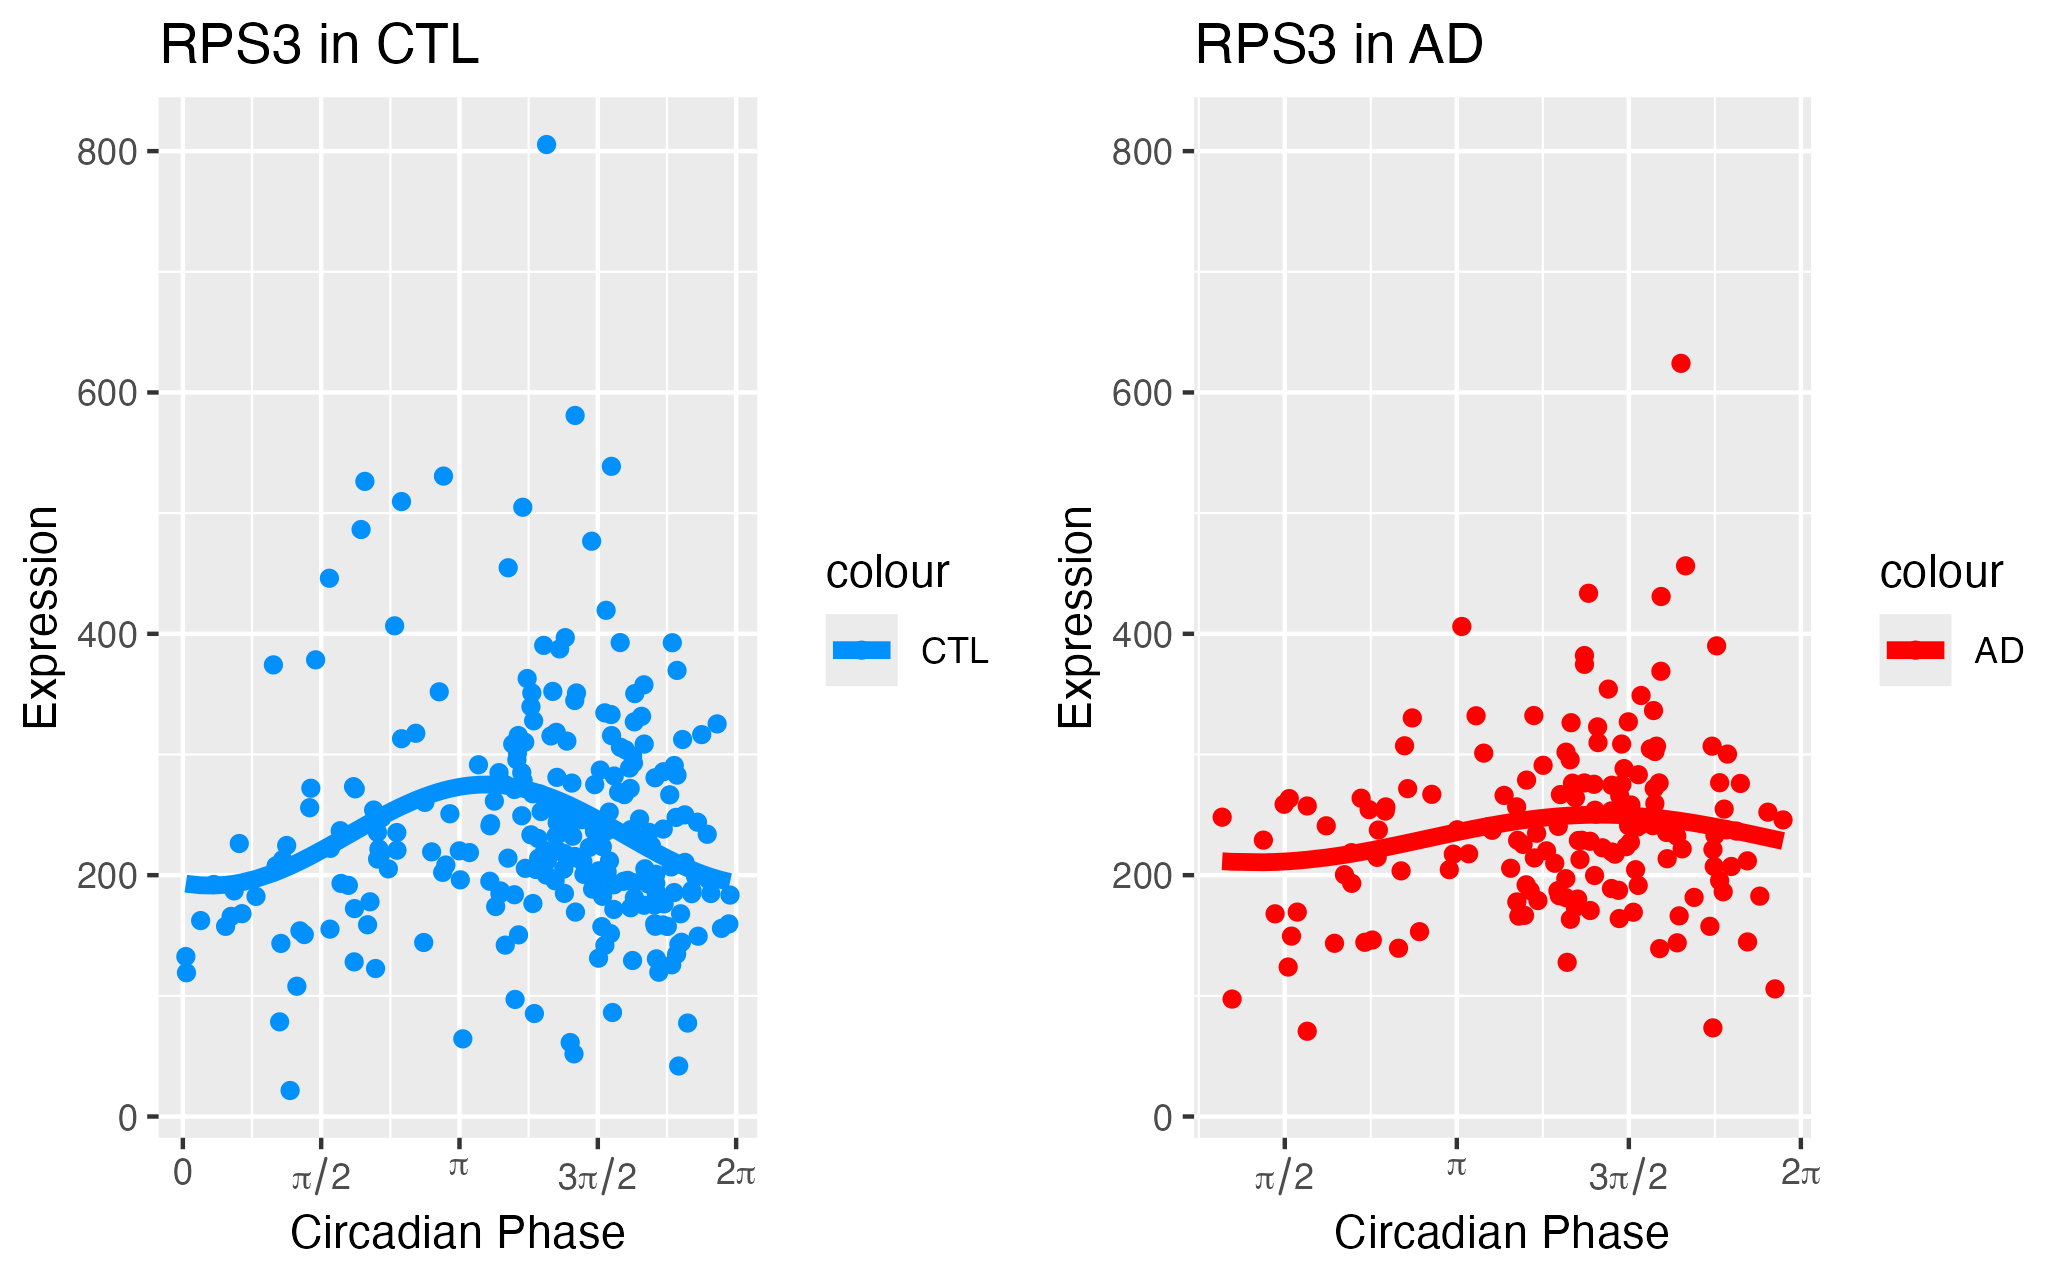 RPS3 in CTL
800
600
400
200
0
Expression
0 π/2 π 3π/2 2π
Circadian Phase
colour
CTL
RPS3 in AD
800
600
400
200
0
Expression
π/2 π 3π/2 2π
Circadian Phase
colour
AD